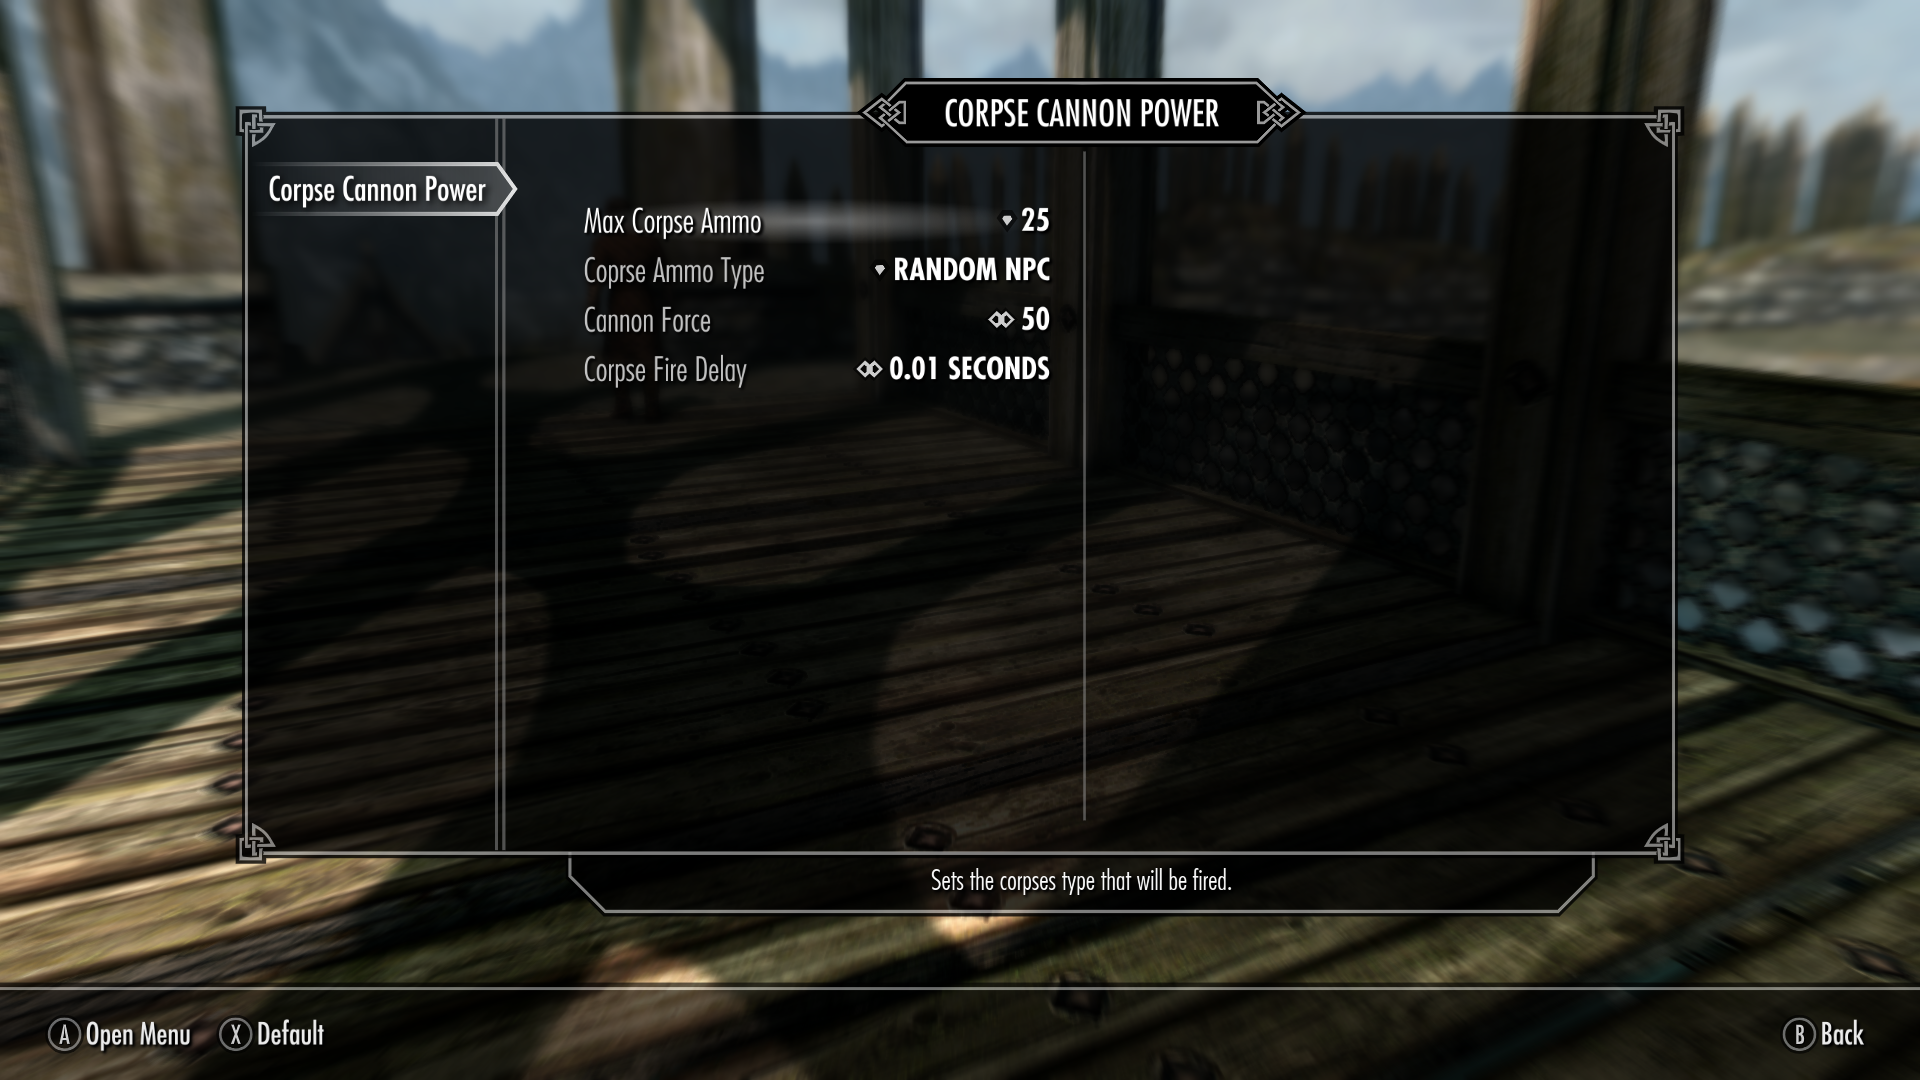 CORPSE CANNON POWER
Corpse Cannon Power
Max Corpse Ammo 25
Coprse Ammo Type RANDOM NPC
Cannon Force 50
Corpse Fire Delay 0.01 SECONDS
Sets the corpses type that will be fired.
A Open Menu X Default B Back